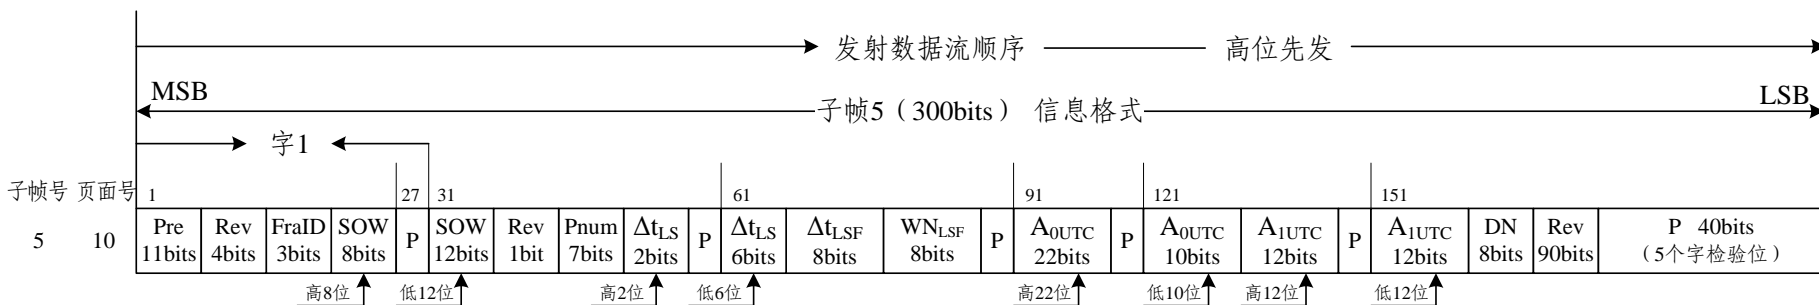 发射数据流顺序 高位先发
MSB LSB
子帧5(300bits) 信息格式
字1
子帧号 页面号 1 27 31 61 91 121 151
Pre Rev FraID SOW P SOW Rev Pnum ΔtLS P ΔtLS ΔtLSF WNLSF P A0UTC P A0UTC A1UTC P A1UTC DN Rev P 40bits
5 10 11bits 4bits 3bits 8bits 12bits 1bit 7bits 2bits 6bits 8bits 8bits 22bits 10bits 12bits 12bits 8bits 90bits (5个字检验位)
高8位 低12位 高2位 低6位 高22位 低10位 高12位 低12位